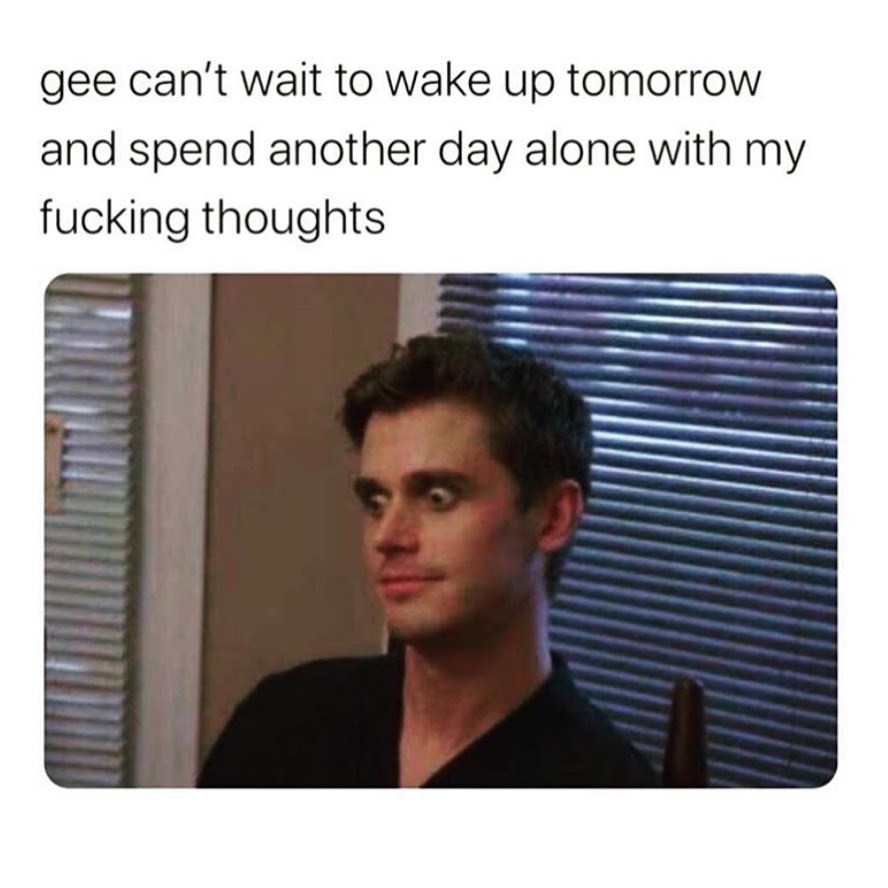 gee can’t wait to wake up tomorrow
and spend another day alone with my
fucking thoughts